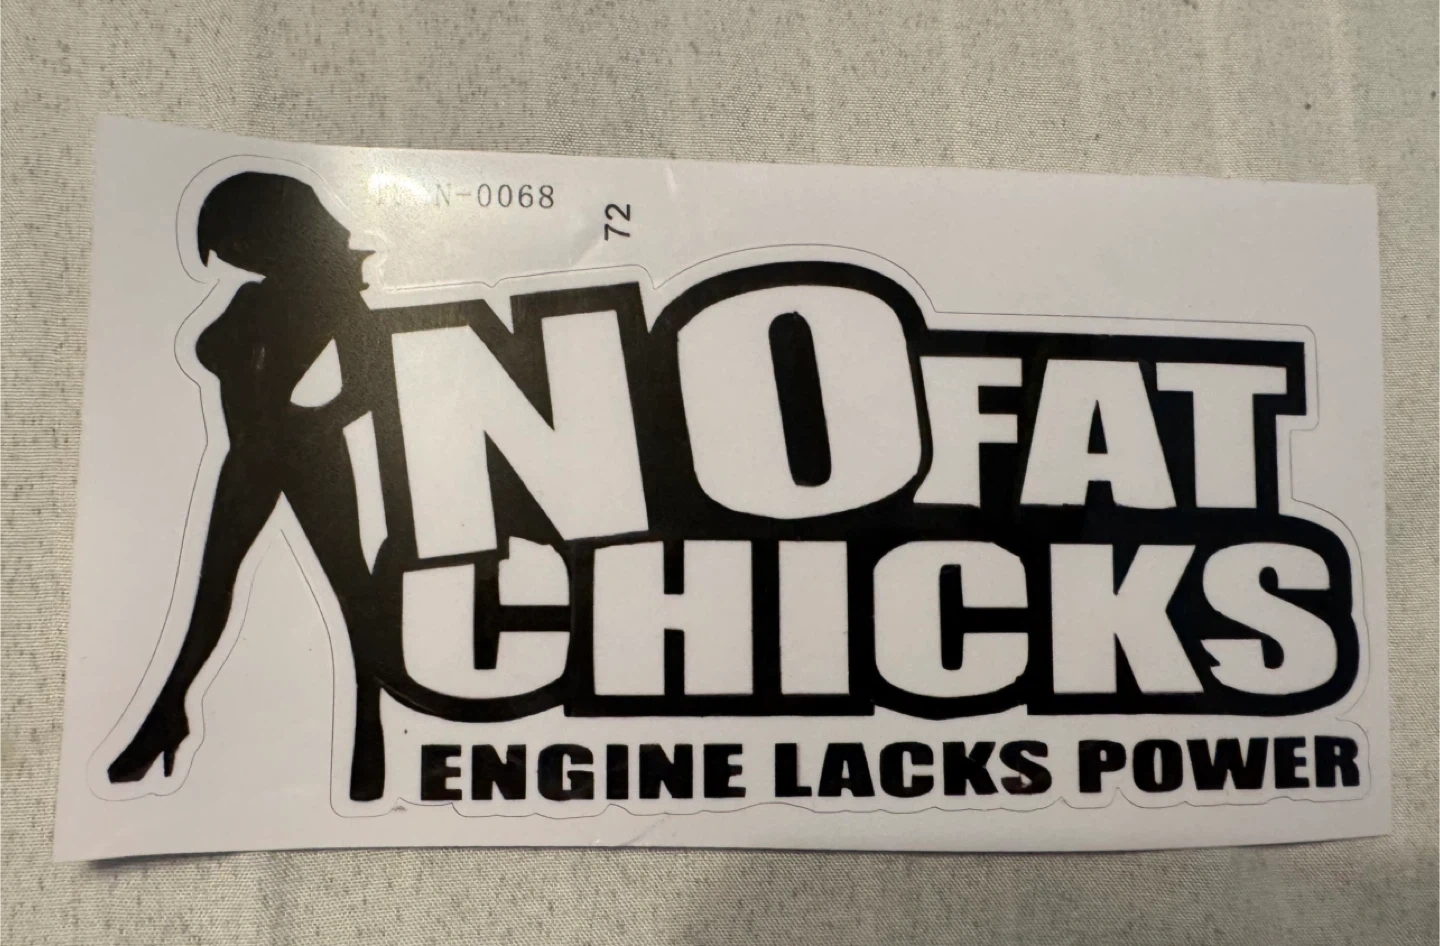 N-0068
72
NO FAT
CHICKS
ENGINE LACKS POWER